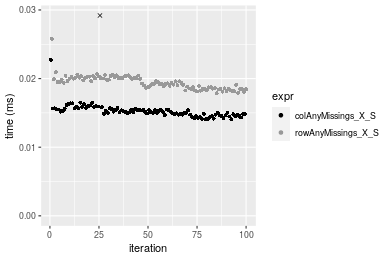 0.03
0.02
0.01
0.00
time (ms)
0
25
50
75
100
iteration
expr
colAnyMissings_X_S
rowAnyMissings_X_S